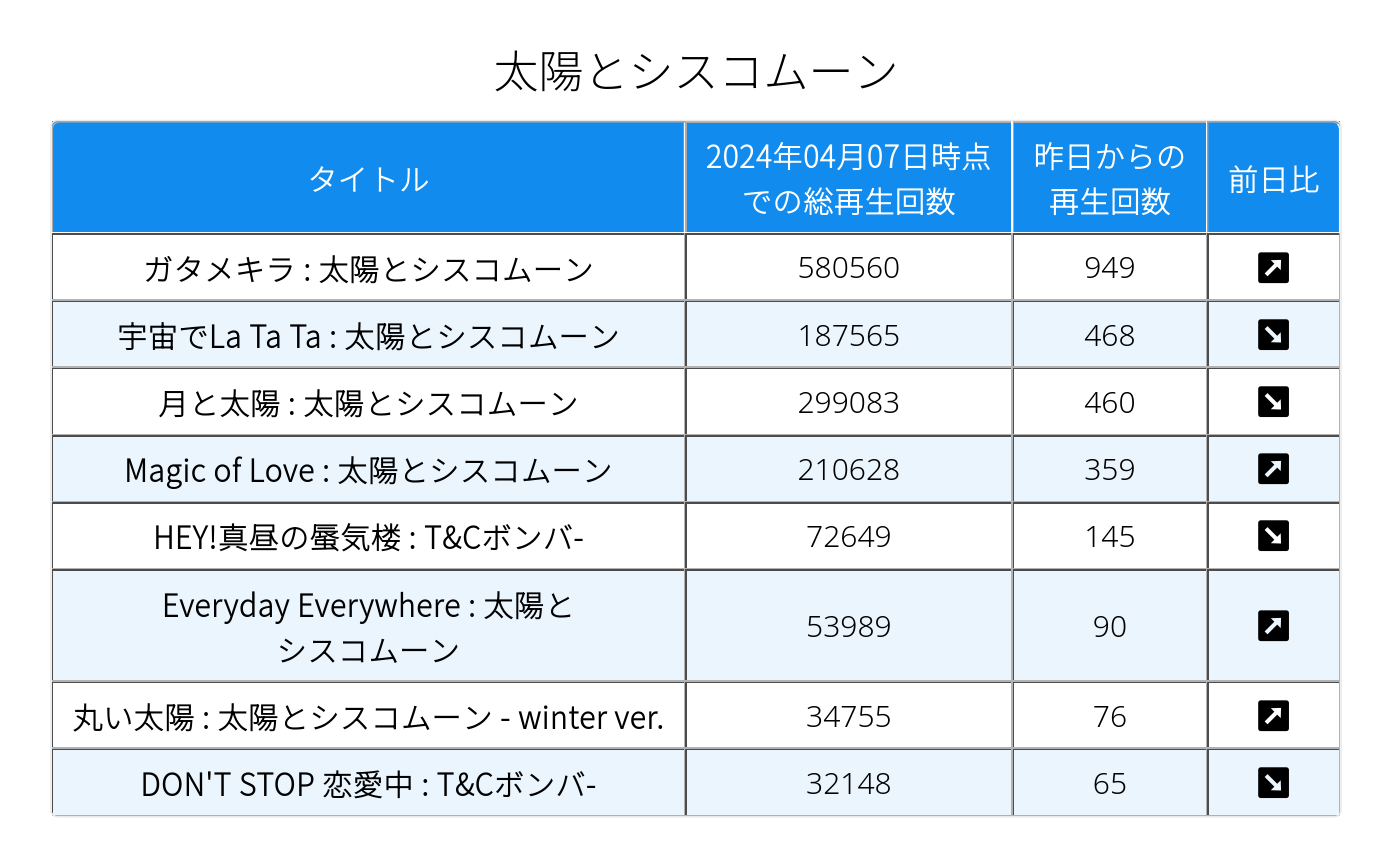 太陽とシスコムーン
タイトル
2024年04月07日時点
での総再生回数
昨日からの
再生回数
前日比
ガタメキラ : 太陽とシスコムーン 580560 949 ↗
宇宙でLa Ta Ta : 太陽とシスコムーン 187565 468 ↘
月と太陽 : 太陽とシスコムーン 299083 460 ↘
Magic of Love : 太陽とシスコムーン 210628 359 ↗
HEY!真昼の蜃気楼 : T&Cボンバ- 72649 145 ↘
Everyday Everywhere : 太陽と
シスコムーン 53989 90 ↗
丸い太陽 : 太陽とシスコムーン - winter ver. 34755 76 ↗
DON'T STOP 恋愛中 : T&Cボンバ- 32148 65 ↘